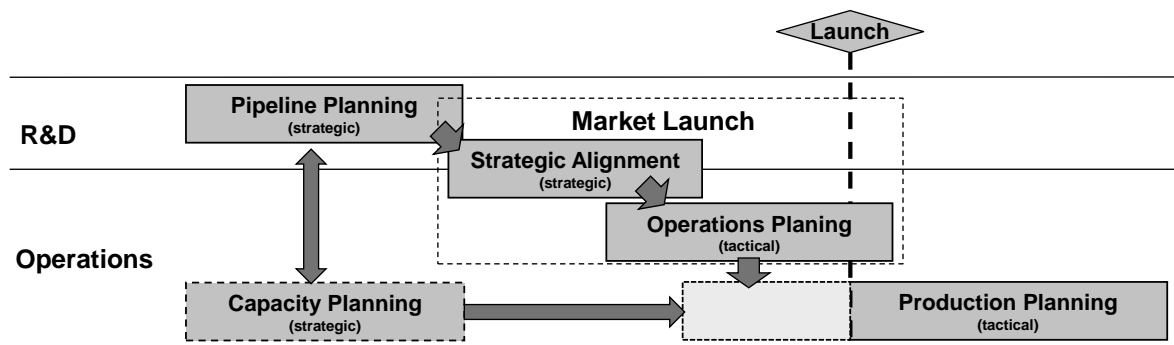 Launch
Pipeline Planning
(strategic)
Market Launch
R&D
Strategic Alignment
(strategic)
Operations Planing
(tactical)
Operations
Capacity Planning
(strategic)
Production Planning
(tactical)